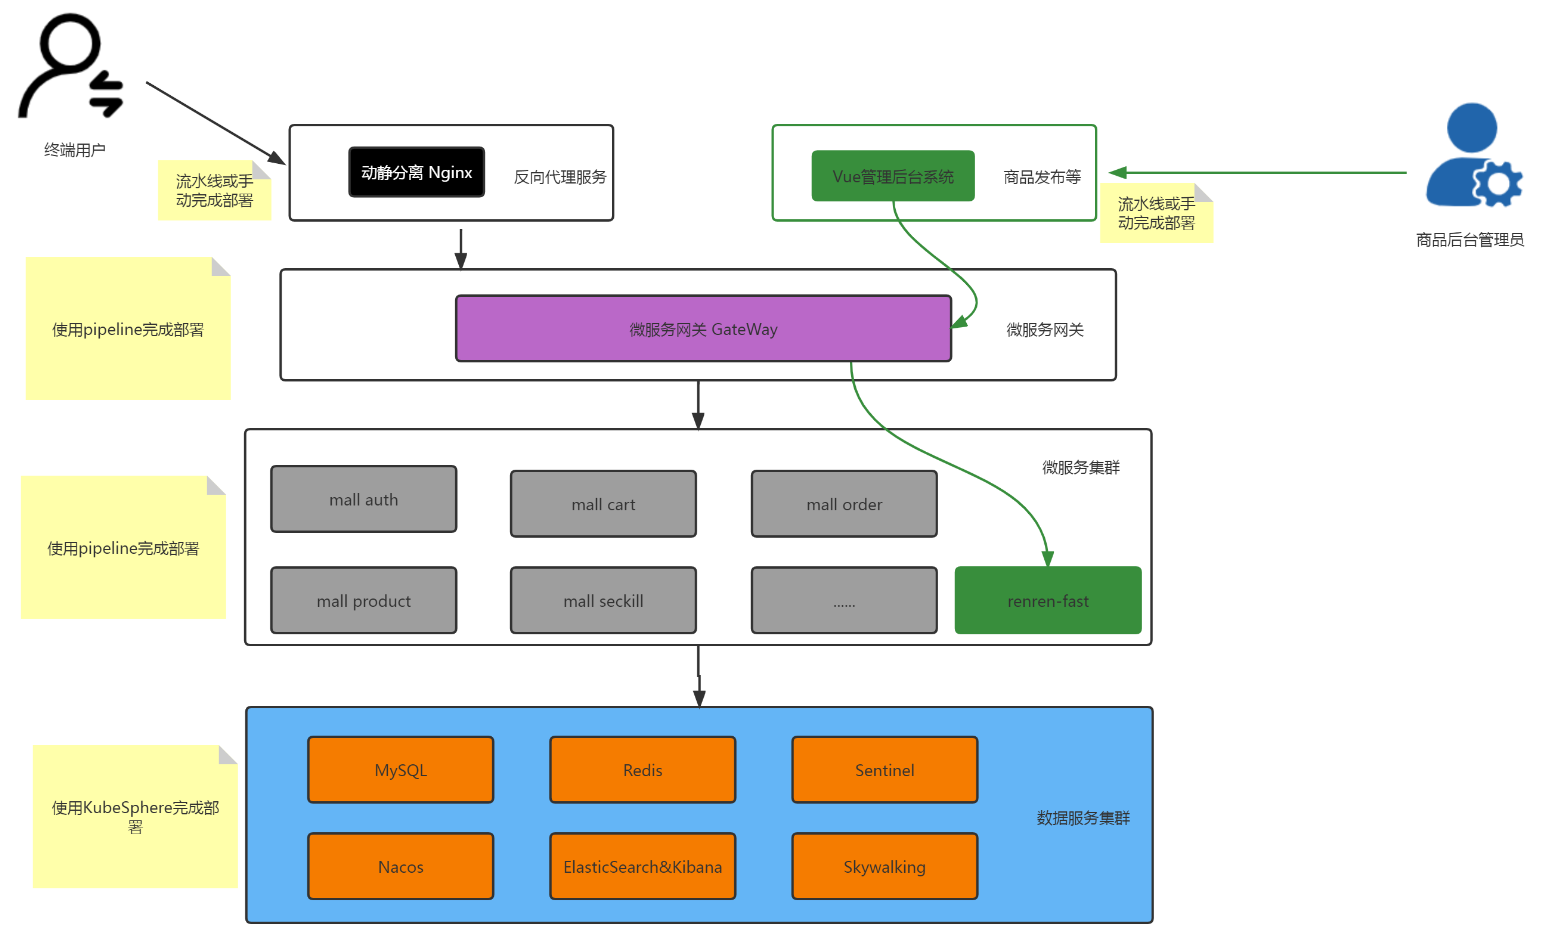 终端用户
流水线或手
动完成部署
动静分离 Nginx
反向代理服务
Vue管理后台系统
商品发布等
流水线或手
动完成部署
商品后台管理员
使用pipeline完成部署
微服务网关 GateWay
微服务网关
使用pipeline完成部署
微服务集群
mall auth
mall cart
mall order
mall product
mall seckill
......
renren-fast
使用KubeSphere完成部
署
MySQL
Redis
Sentinel
数据服务集群
Nacos
ElasticSearch&Kibana
Skywalking